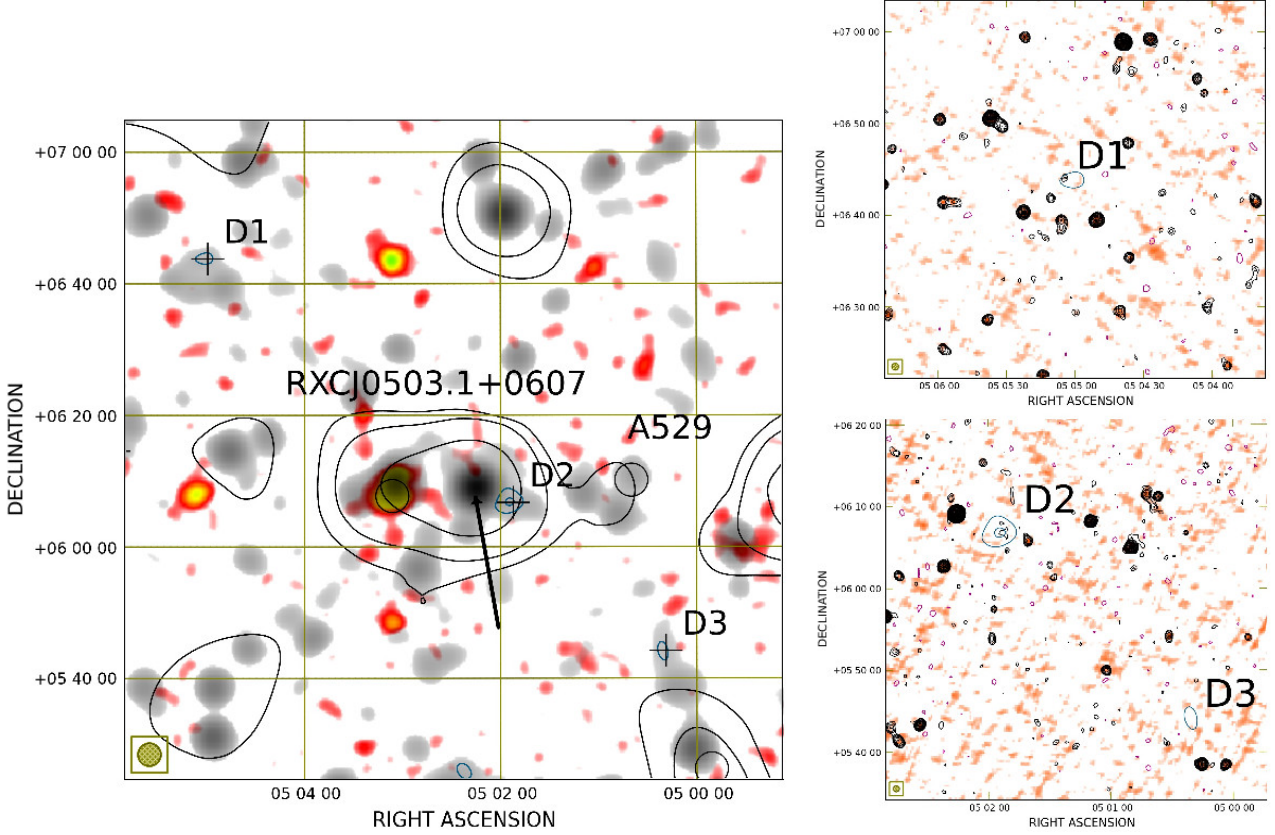 +07 00 00
D1
+06 40 00
RXCJ0503.1+0607
+06 20 00
A529
D2
+06 00 00
D3
+05 40 00
05 04 00
05 02 00
05 00 00
RIGHT ASCENSION
DECLINATION
+07 00 00
+06 50 00
D1
+06 40 00
+06 30 00
05 06 00
05 05 30
05 05 00
05 04 30
05 04 00
RIGHT ASCENSION
DECLINATION
+06 20 00
D2
+06 10 00
+06 00 00
+05 50 00
D3
+05 40 00
05 02 00
05 01 00
05 00 00
RIGHT ASCENSION
DECLINATION